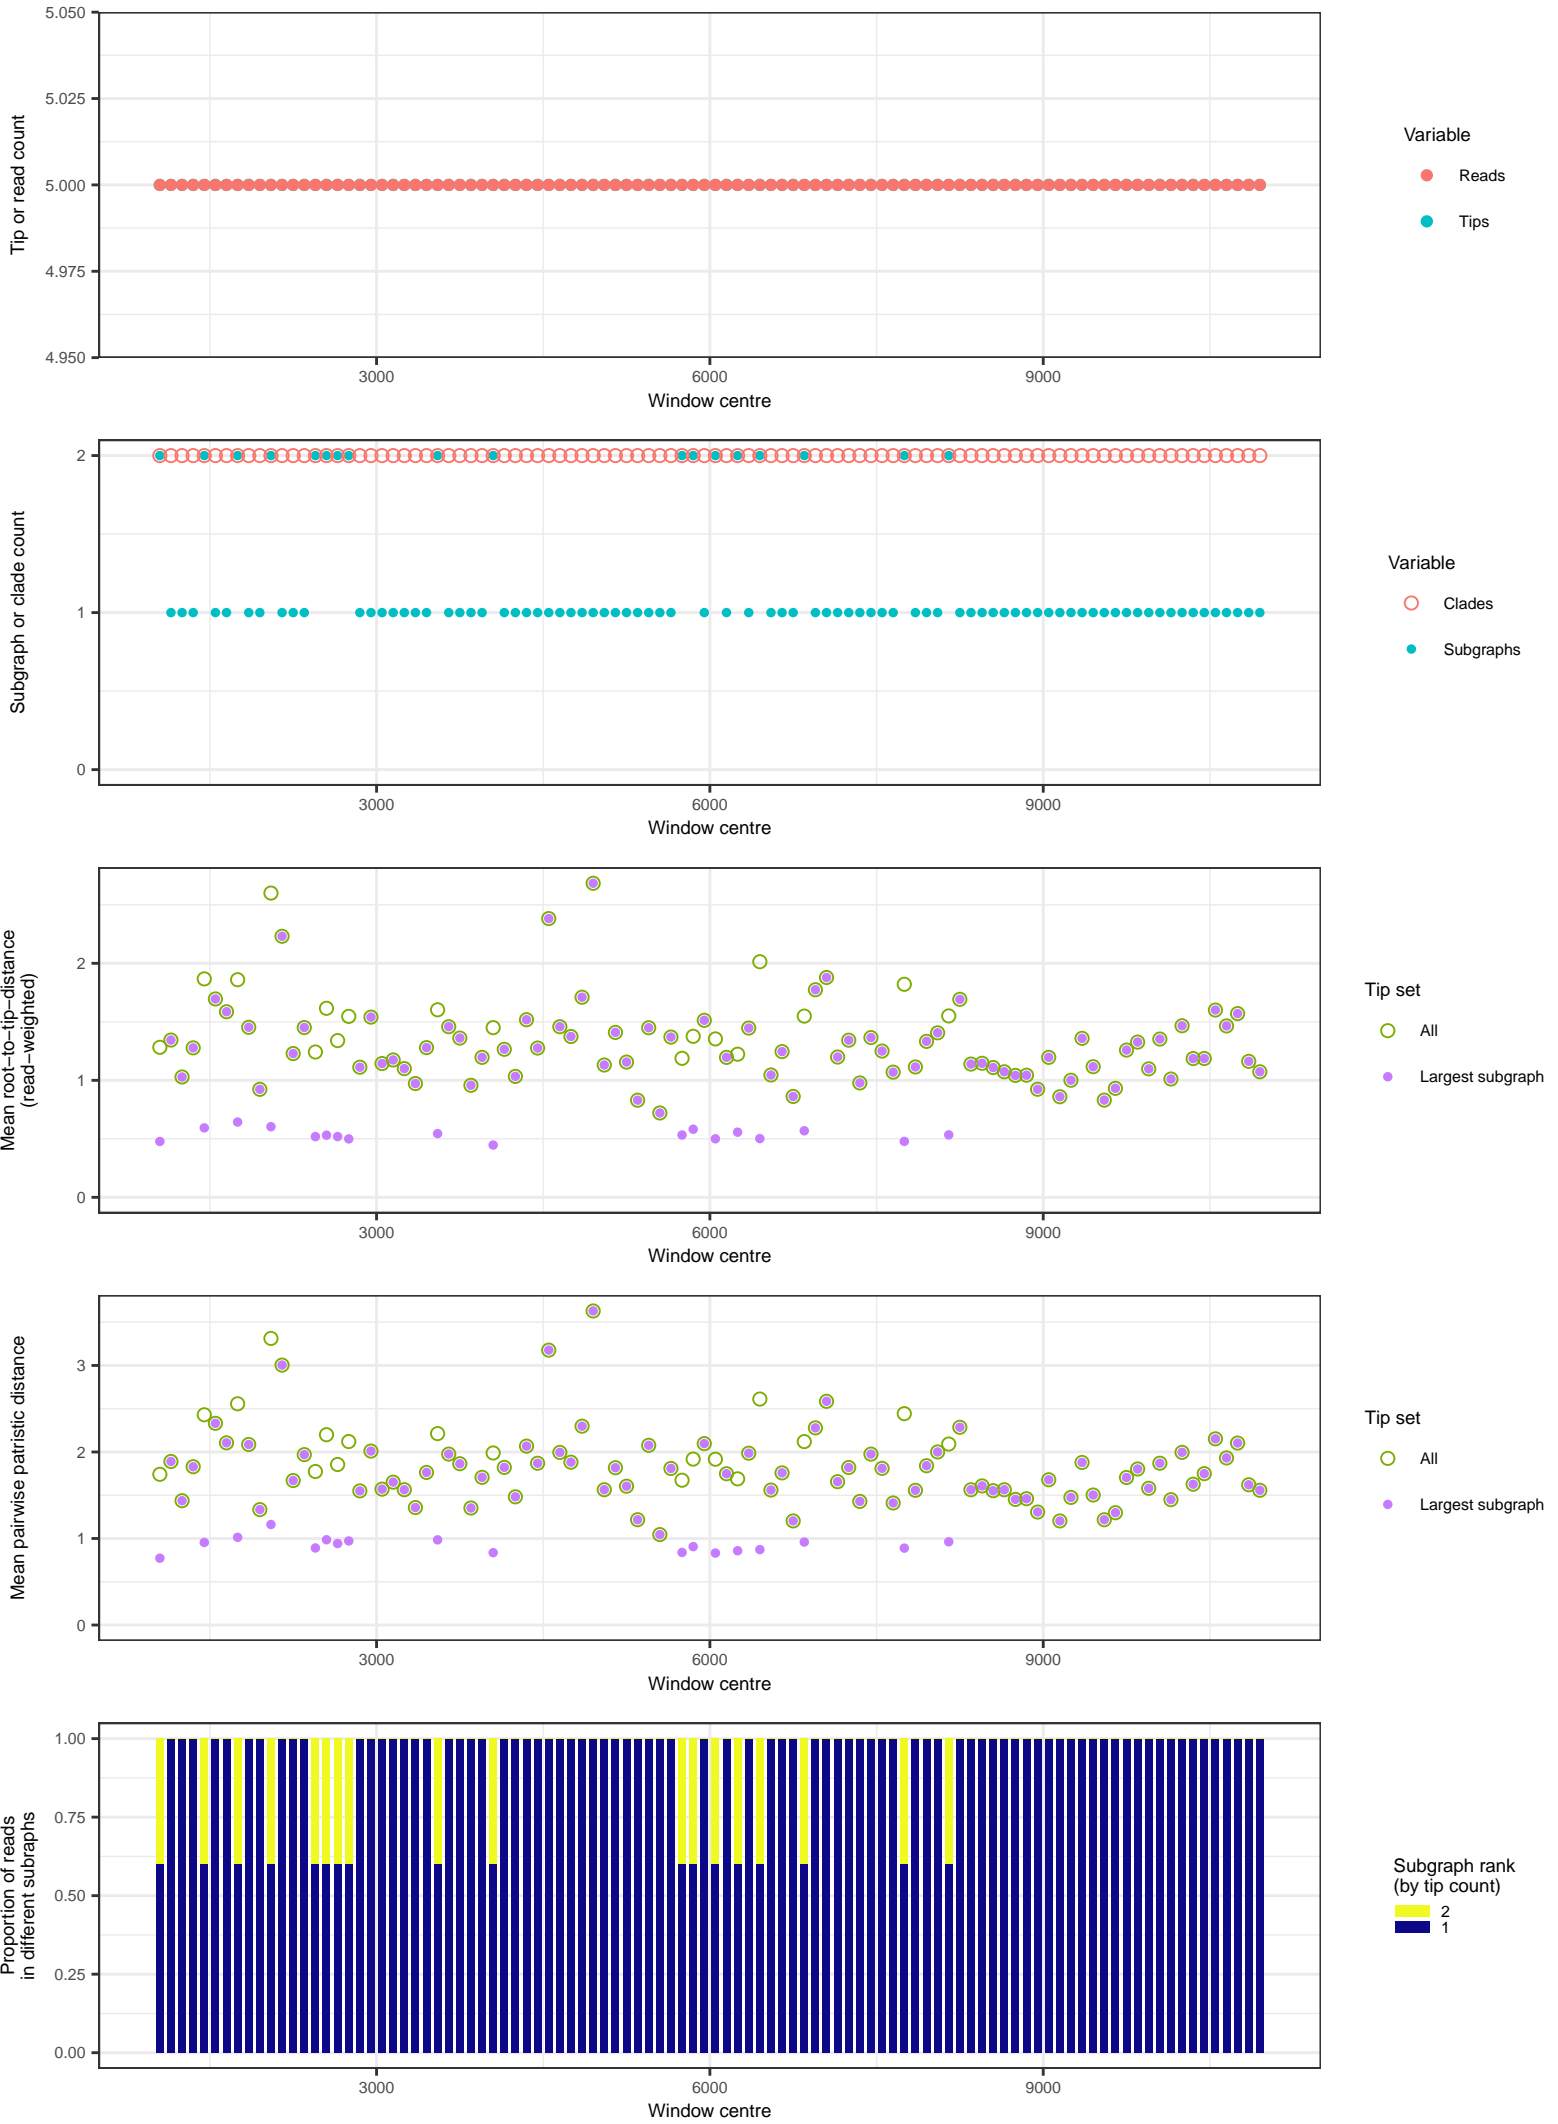 5.050
5.025
5.000
4.975
4.950
Tip or read count
3000
6000
9000
Window centre
Variable
Reads
Tips
2
1
0
Subgraph or clade count
3000
6000
9000
Window centre
Variable
Clades
Subgraphs
2
1
0
Mean root−to−tip−distance
(read−weighted)
3000
6000
9000
Window centre
Tip set
All
Largest subgraph
3
2
1
0
Mean pairwise patristic distance
3000
6000
9000
Window centre
Tip set
All
Largest subgraph
1.00
0.75
0.50
0.25
0.00
Proportion of reads
in different subraphs
3000
6000
9000
Window centre
Subgraph rank
(by tip count)
2
1